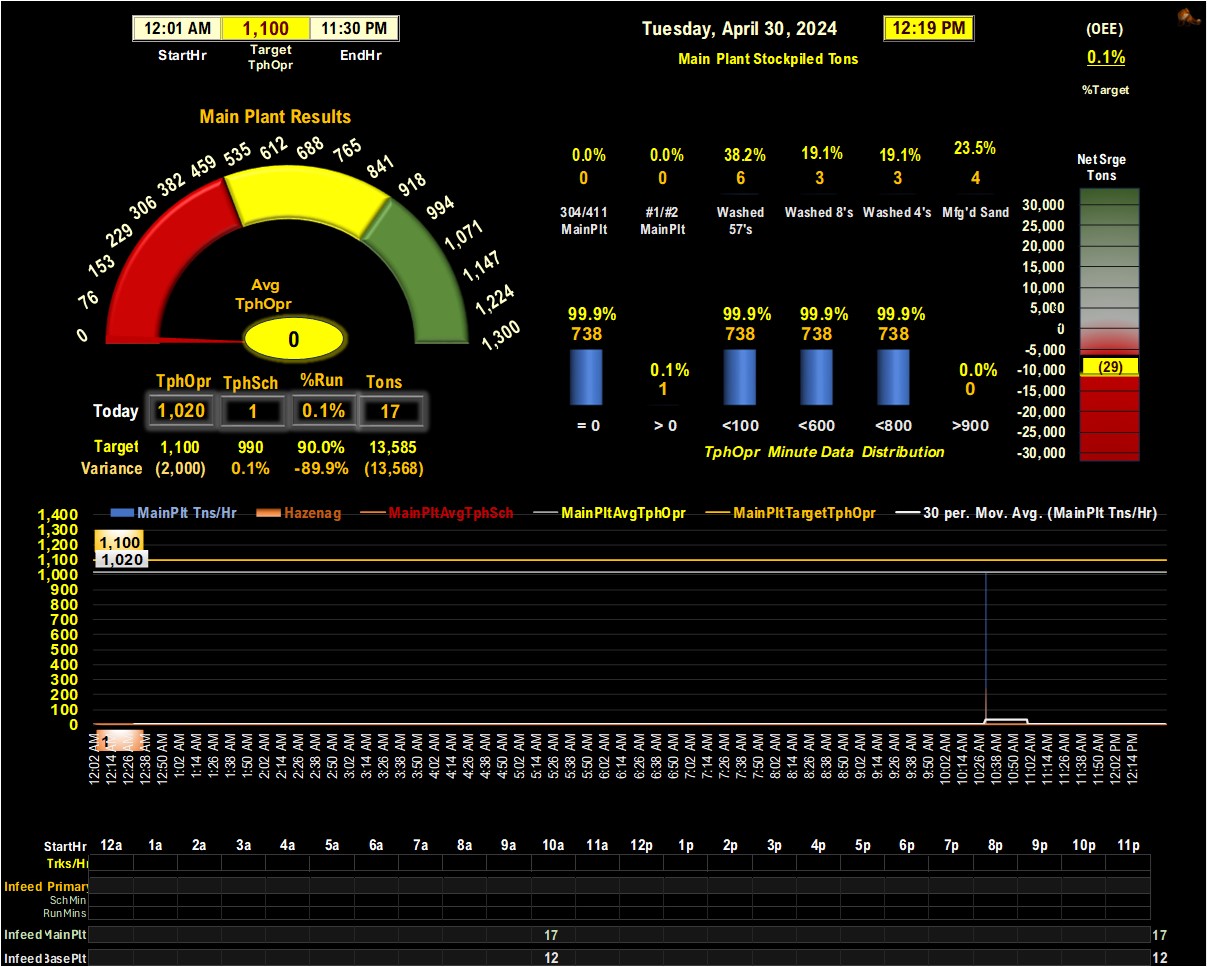 12:01 AM 1,100 11:30 PM
StartHr Target TphOpr EndHr
Tuesday, April 30, 2024 12:19 PM
Main Plant Stockpiled Tons
(OEE)
0.1%
%Target
Main Plant Results
0 76 153 229 306 382 459 535 612 688 765 841 918 994 1,071 1,147 1,224 1,300
Avg
TphOpr
0
TphOpr TphSch %Run Tons
Today 1,020 1 0.1% 17
Target 1,100 990 90.0% 13,585
Variance (2,000) 0.1% -89.9% (13,568)
0.0% 0.0% 38.2% 19.1% 19.1% 23.5%
0 0 6 3 3 4
304/411 #1/#2 Washed Washed 8's Washed 4's Mfg'd Sand
MainPlt MainPlt 57's
99.9% 99.9% 99.9% 99.9%
738 738 738 738
0.1% 0.0%
1 0
= 0 > 0 <100 <600 <800 >900
TphOpr Minute Data Distribution
Net Srge
Tons
30,000
25,000
20,000
15,000
10,000
5,000
0
-5,000
-10,000
(29)
-15,000
-20,000
-25,000
-30,000
MainPlt Tns/Hr Hazenag MainPltAvgTphSch MainPltAvgTphOpr MainPltTargetTphOpr 30 per. Mov. Avg. (MainPlt Tns/Hr)
1,400
1,300
1,200
1,100
1,000
900
800
700
600
500
400
300
200
100
0
1,100
1,020
12:02 AM 12:14 AM 12:26 AM 12:38 AM 12:50 AM 1:02 AM 1:14 AM 1:26 AM 1:38 AM 1:50 AM 2:02 AM 2:14 AM 2:26 AM 2:38 AM 2:50 AM 3:02 AM 3:14 AM 3:26 AM 3:38 AM 3:50 AM 4:02 AM 4:14 AM 4:26 AM 4:38 AM 4:50 AM 5:02 AM 5:14 AM 5:26 AM 5:38 AM 5:50 AM 6:02 AM 6:14 AM 6:26 AM 6:38 AM 6:50 AM 7:02 AM 7:14 AM 7:26 AM 7:38 AM 7:50 AM 8:02 AM 8:14 AM 8:26 AM 8:38 AM 8:50 AM 9:02 AM 9:14 AM 9:26 AM 9:38 AM 9:50 AM 10:02 AM 10:14 AM 10:26 AM 10:38 AM 10:50 AM 11:02 AM 11:14 AM 11:26 AM 11:38 AM 11:50 AM 12:02 PM 12:14 PM
StartHr 12a 1a 2a 3a 4a 5a 6a 7a 8a 9a 10a 11a 12p 1p 2p 3p 4p 5p 6p 7p 8p 9p 10p 11p
Trks/Hr
Infeed Primary
SchMin
RunMins
Infeed MainPlt 17 17
Infeed BasePlt 12 12